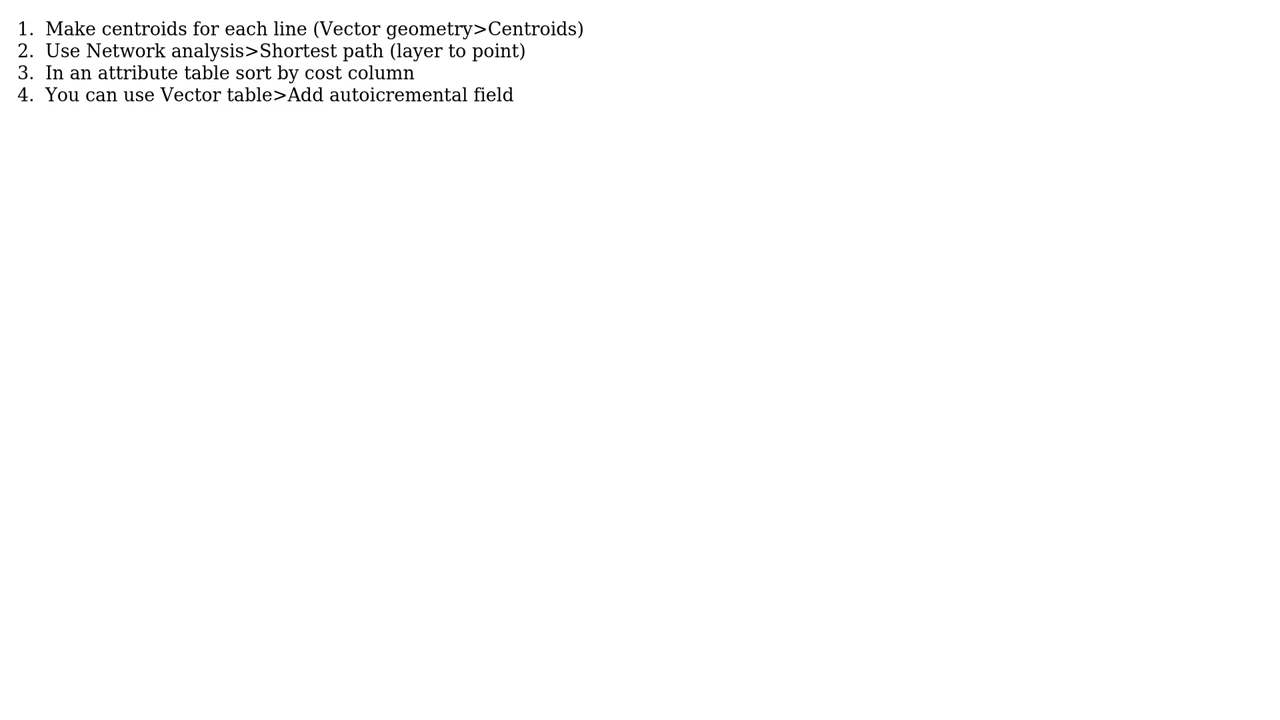 1. Make centroids for each line (Vector geometry>Centroids)
2. Use Network analysis>Shortest path (layer to point)
3. In an attribute table sort by cost column
4. You can use Vector table>Add autoicremental field